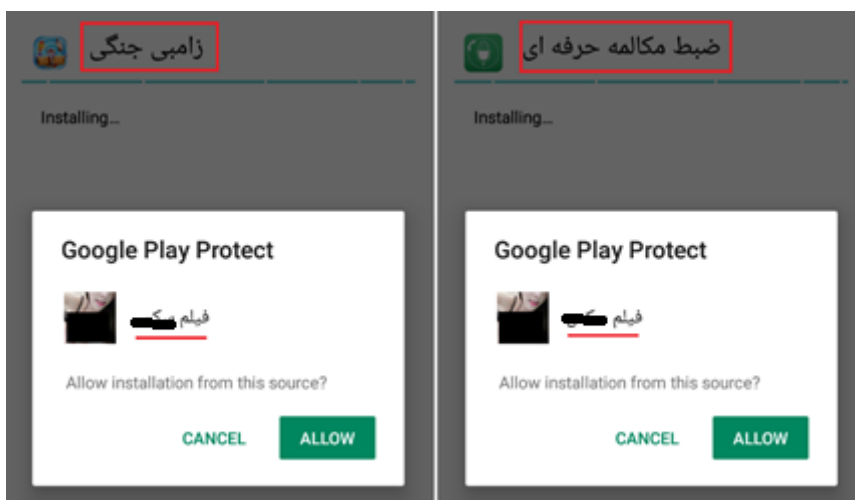 زامبی جنگی
Installing...
Google Play Protect
فیلم
Allow installation from this source?
CANCEL
ALLOW
ضبط مکالمه حرفه ای
Installing...
Google Play Protect
فیلم
Allow installation from this source?
CANCEL
ALLOW